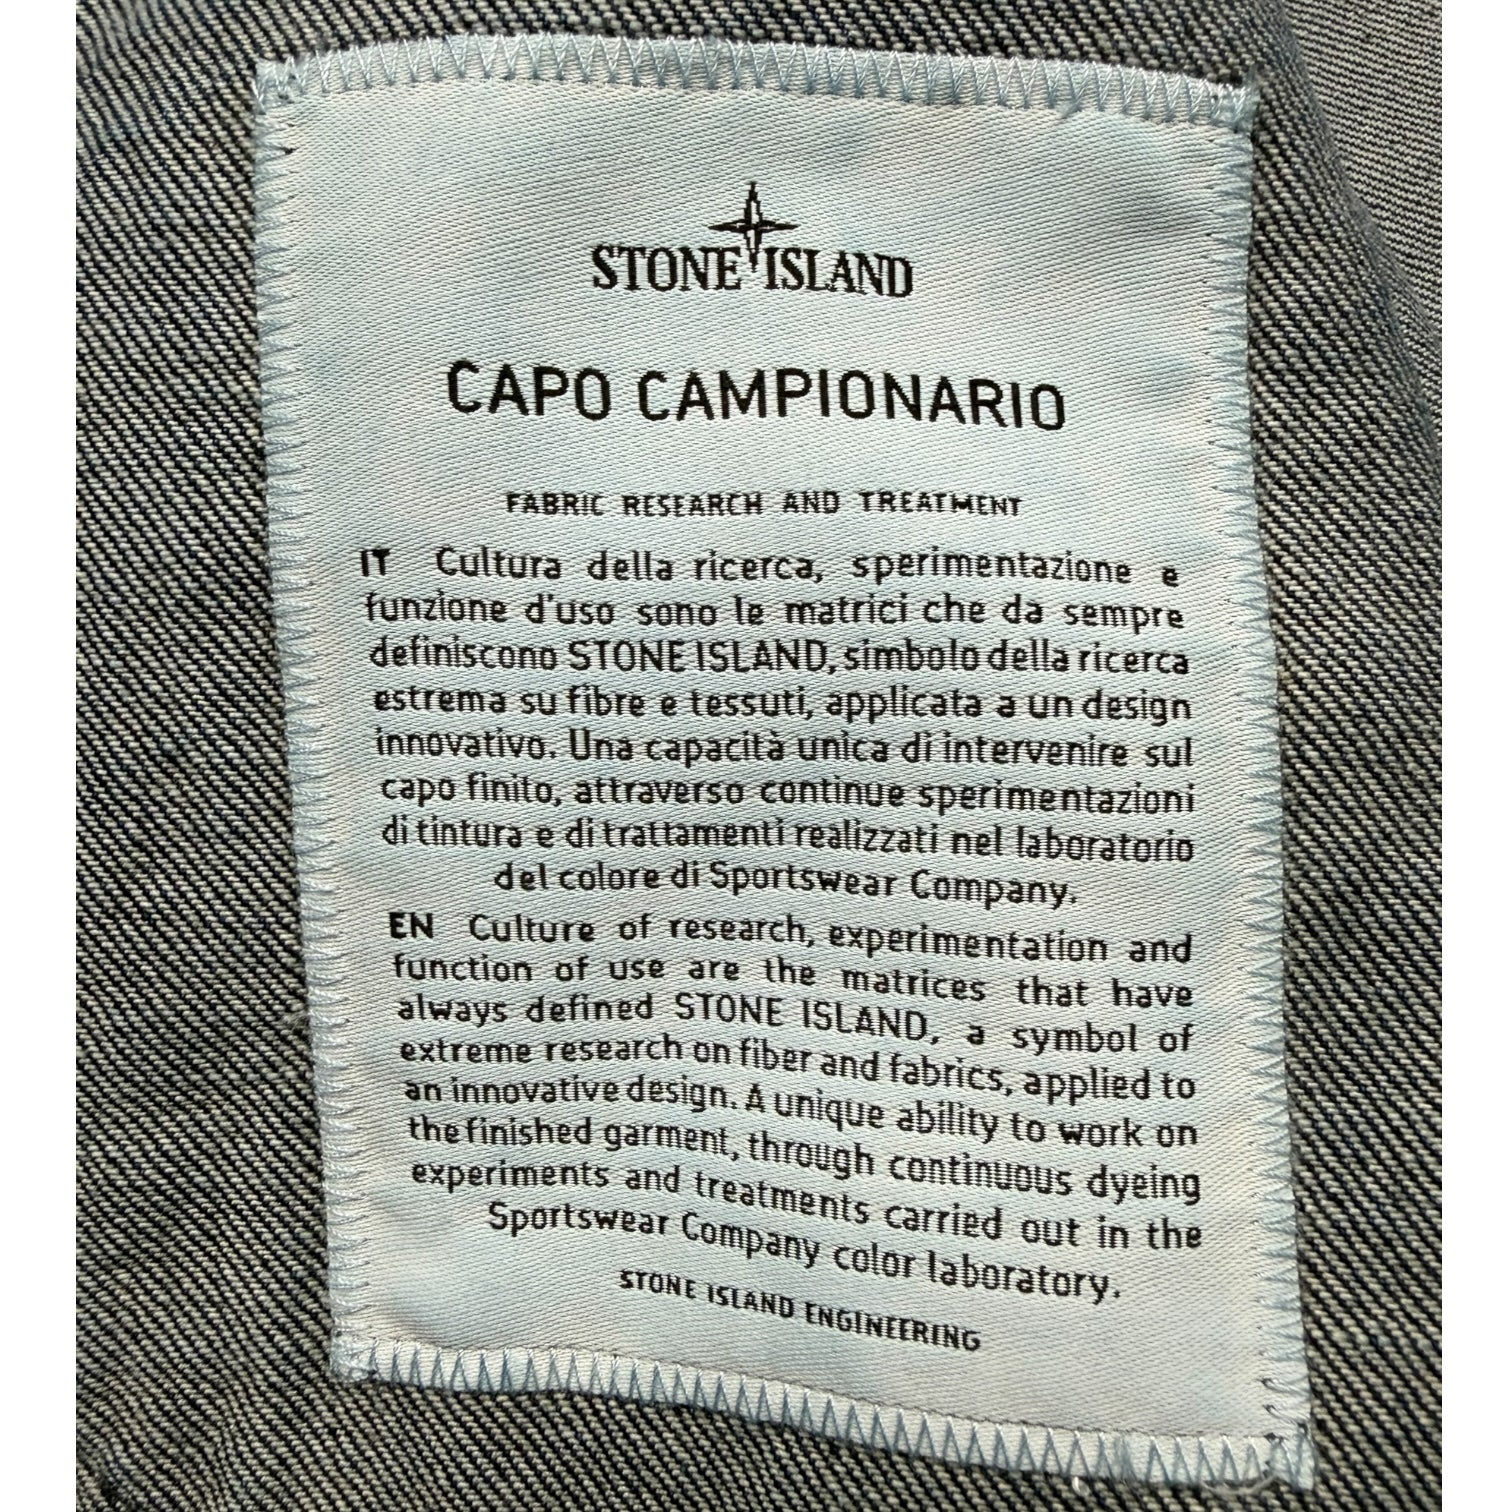 STONE ISLAND
CAPO CAMPIONARIO
FABRIC RESEARCH AND TREATMENT
IT Cultura della ricerca, sperimentazione e
funzione d'uso sono le matrici che da sempre
definiscono STONE ISLAND, simbolo della ricerca
estrema su fibre e tessuti, applicata a un design
innovativo. Una capacità unica di intervenire sul
capo finito, attraverso continue sperimentazioni
di tintura e di trattamenti realizzati nel laboratorio
del colore di Sportswear Company.
EN Culture of research, experimentation and
function of use are the matrices that have
always defined STONE ISLAND, a symbol of
extreme research on fiber and fabrics, applied to
an innovative design. A unique ability to work on
the finished garment, through continuous dyeing
experiments and treatments carried out in the
Sportswear Company color laboratory.
STONE ISLAND ENGINEERING